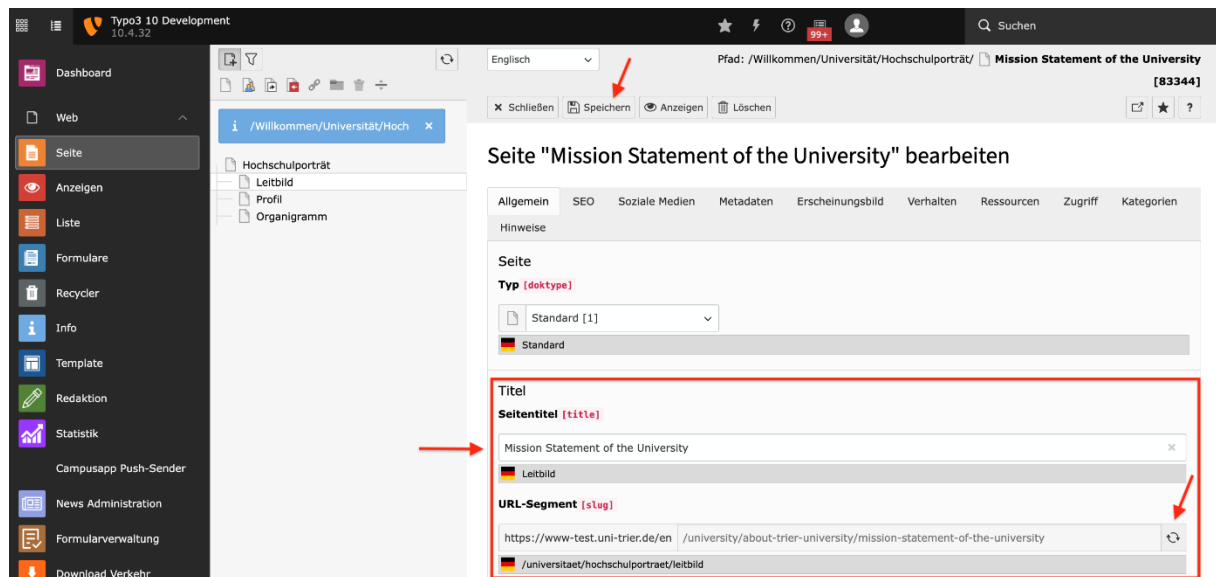 Typo3 10 Development
10.4.32
99+
Suchen
Dashboard
Web
Seite
Anzeigen
Liste
Formulare
Recycler
Info
Template
Redaktion
Statistik
Campusapp Push-Sender
News Administration
Formularverwaltung
Download Verkehr
/Willkommen/Universität/Hoch
Hochschulporträt
Leitbild
Profil
Organigramm
Englisch
Pfad: /Willkommen/Universität/Hochschulporträt/ Mission Statement of the University
[83344]
Schließen Speichern Anzeigen Löschen
Seite "Mission Statement of the University" bearbeiten
Allgemein SEO Soziale Medien Metadaten Erscheinungsbild Verhalten Ressourcen Zugriff Kategorien
Hinweise
Seite
Typ [doktype]
Standard [1]
Standard
Titel
Seitentitel [title]
Mission Statement of the University
Leitbild
URL-Segment [slug]
https://www-test.uni-trier.de/en /university/about-trier-university/mission-statement-of-the-university
/universitaet/hochschulportraet/leitbild